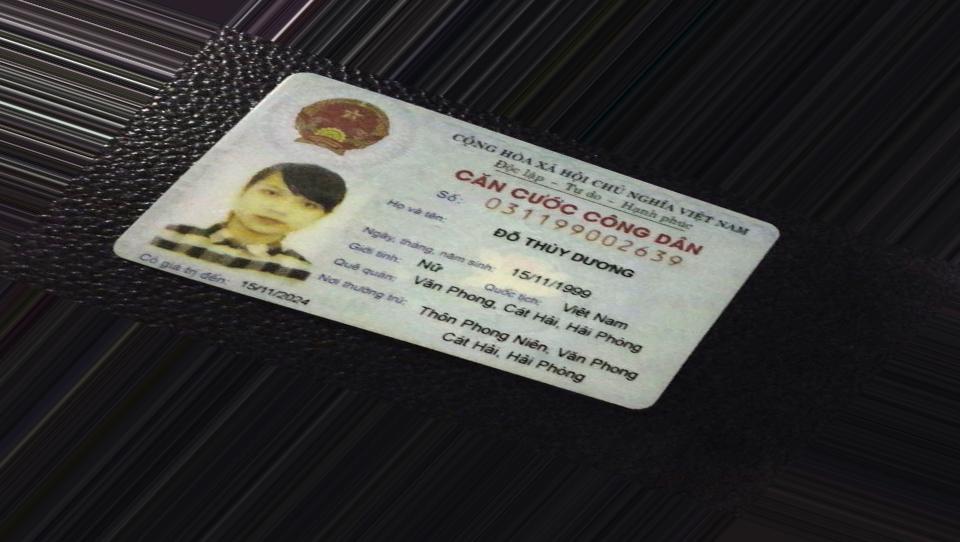 CỘNG HÒA XÃ HỘI CHỦ NGHĨA VIỆT NAM
Độc lập - Tự do - Hạnh phúc
CĂN CƯỚC CÔNG DÂN
Số: 031199002639
Họ và tên:
ĐỖ THÙY DƯƠNG
Ngày, tháng, năm sinh: 15/11/1999
Giới tính: Nữ Quốc tịch: Việt Nam
Quê quán: Văn Phong, Cát Hải, Hải Phòng
Nơi thường trú: Thôn Phong Niên, Văn Phong
Cát Hải, Hải Phòng
Có giá trị đến: 15/11/2024